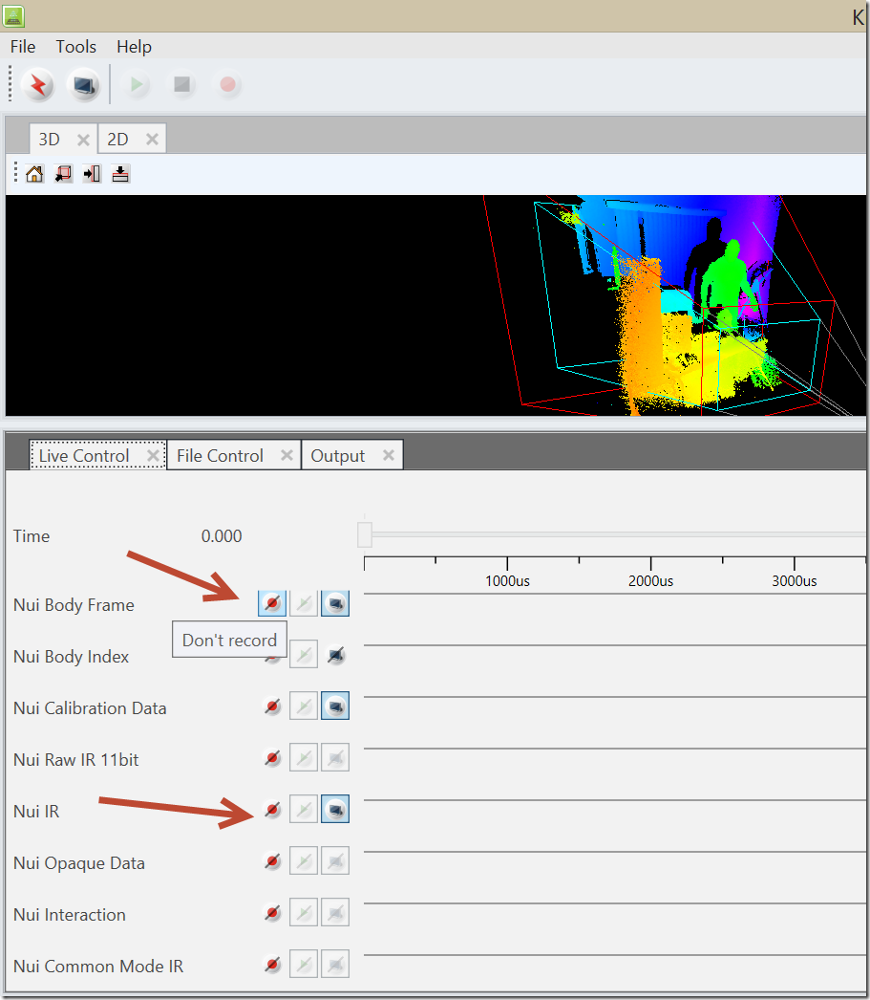 K
File Tools Help
3D 2D
Live Control File Control Output
Time 0.000
1000us 2000us 3000us
Nui Body Frame
Don't record
Nui Body Index
Nui Calibration Data
Nui Raw IR 11bit
Nui IR
Nui Opaque Data
Nui Interaction
Nui Common Mode IR